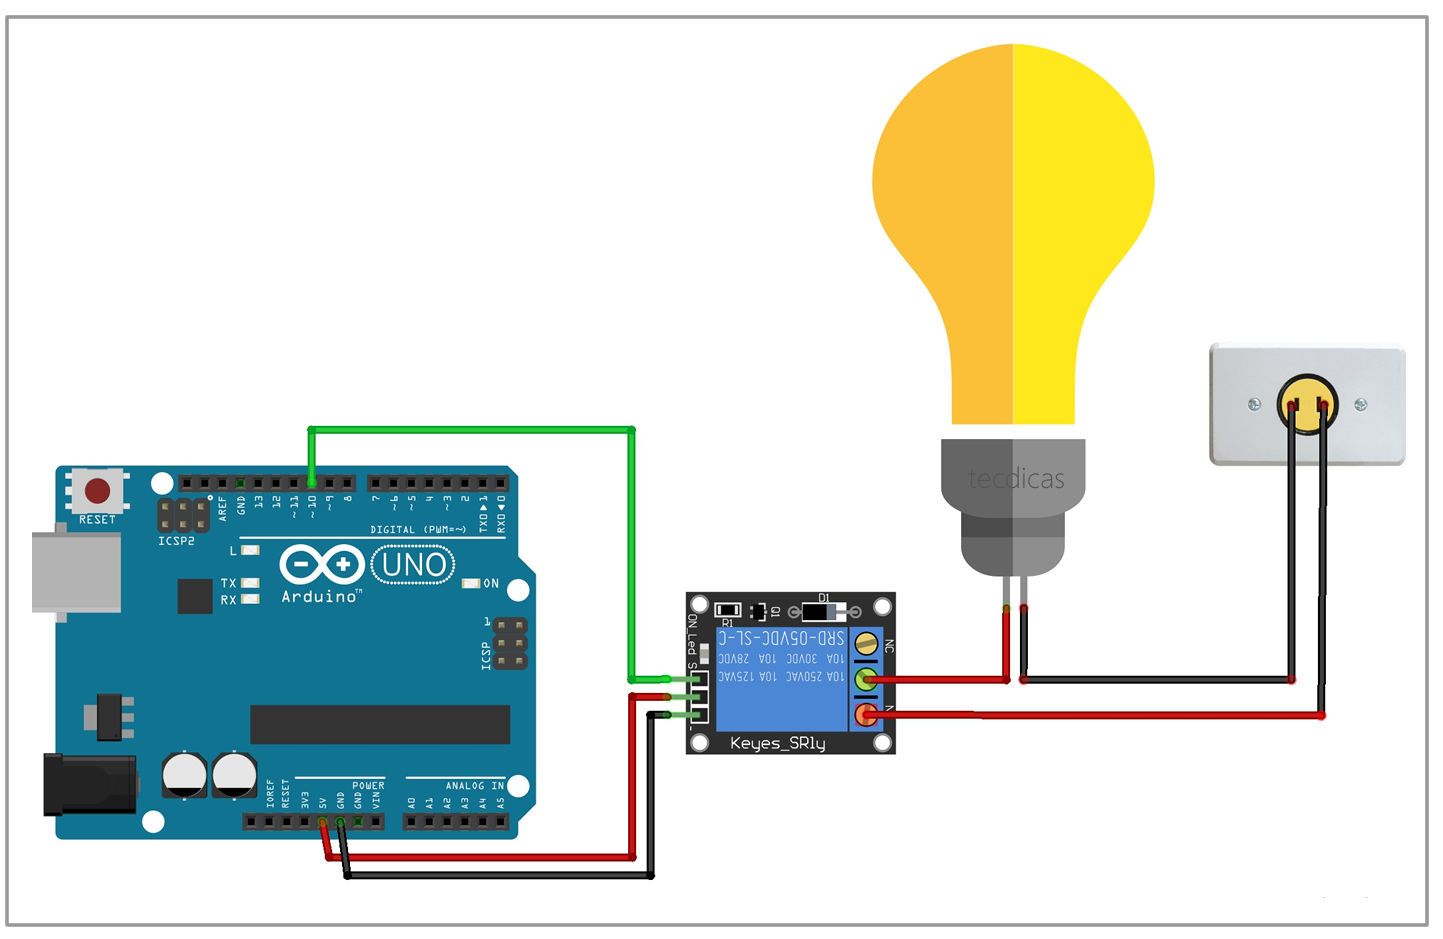 tecdicas
RESET
ICSP2
AREF
GND
13
12
~11
~10
~9
8
7
~6
~5
4
~3
2
TX0▶1
RX0◀0
DIGITAL (PWM=~)
L
TX
RX
UNO
Arduino™
ON
1
ICSP
POWER
ANALOG IN
IOREF
RESET
3V3
5V
GND
GND
VIN
A0
A1
A2
A3
A4
A5
R1
Q1
D1
ON_Led
S
-
SRD-05VDC-SL-C
10A 30VDC 10A 28VDC
10A 250VAC 10A 125VAC
NC
Keyes_SRly